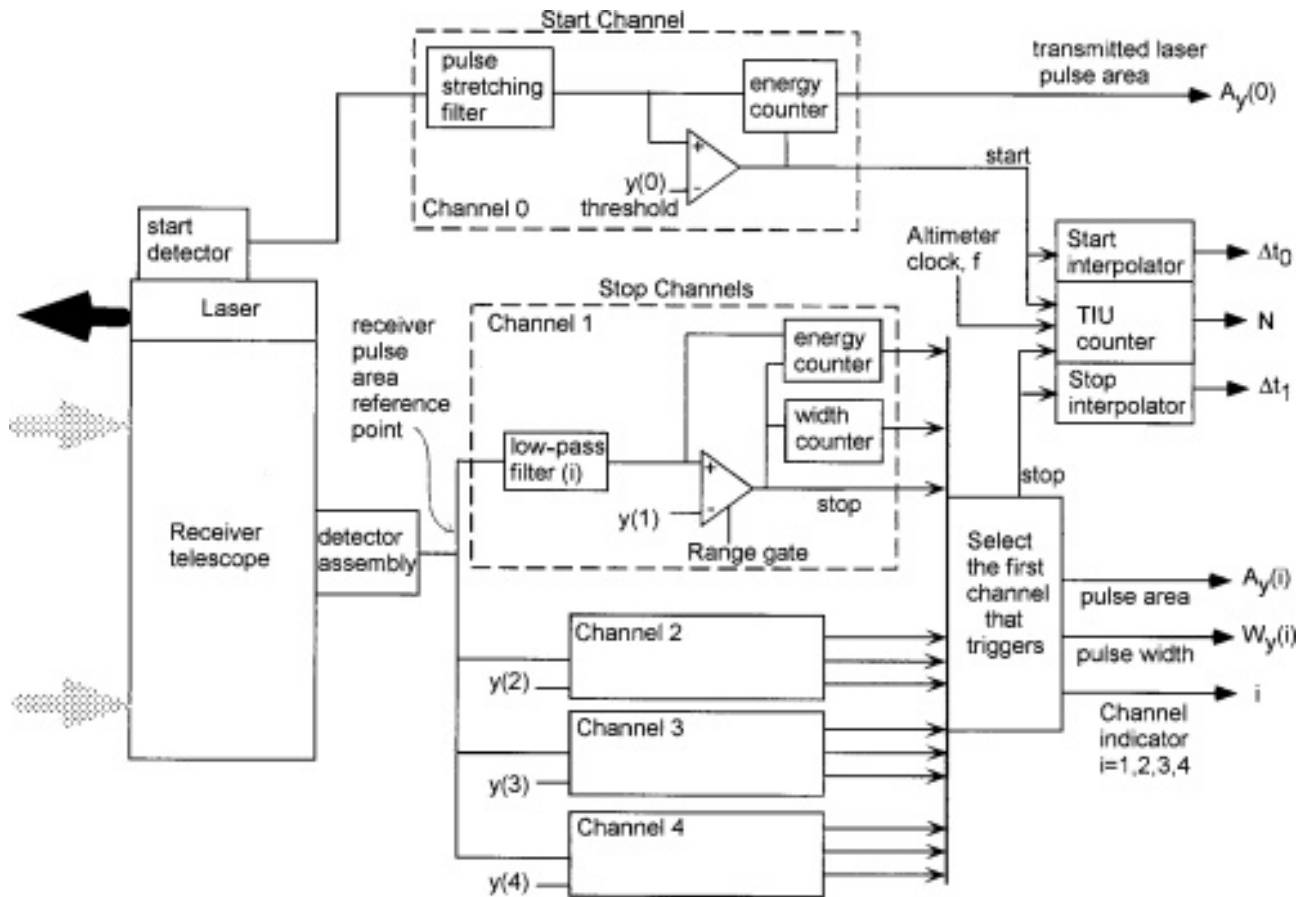 Start Channel
pulse
stretching
filter
energy
counter
transmitted laser
pulse area
Ay(0)
+
-
y(0)
threshold
Channel 0
start
start
detector
Laser
Altimeter
clock, f
Start
interpolator
Δt0
TIU
counter
N
Stop
interpolator
Δt1
Stop Channels
Channel 1
receiver
pulse
area
reference
point
energy
counter
width
counter
low-pass
filter (i)
+
-
y(1)
stop
Range gate
stop
Receiver
telescope
detector
assembly
Select
the first
channel
that
triggers
Ay(i)
pulse area
Wy(i)
pulse width
i
Channel
indicator
i=1,2,3,4
Channel 2
y(2)
Channel 3
y(3)
Channel 4
y(4)